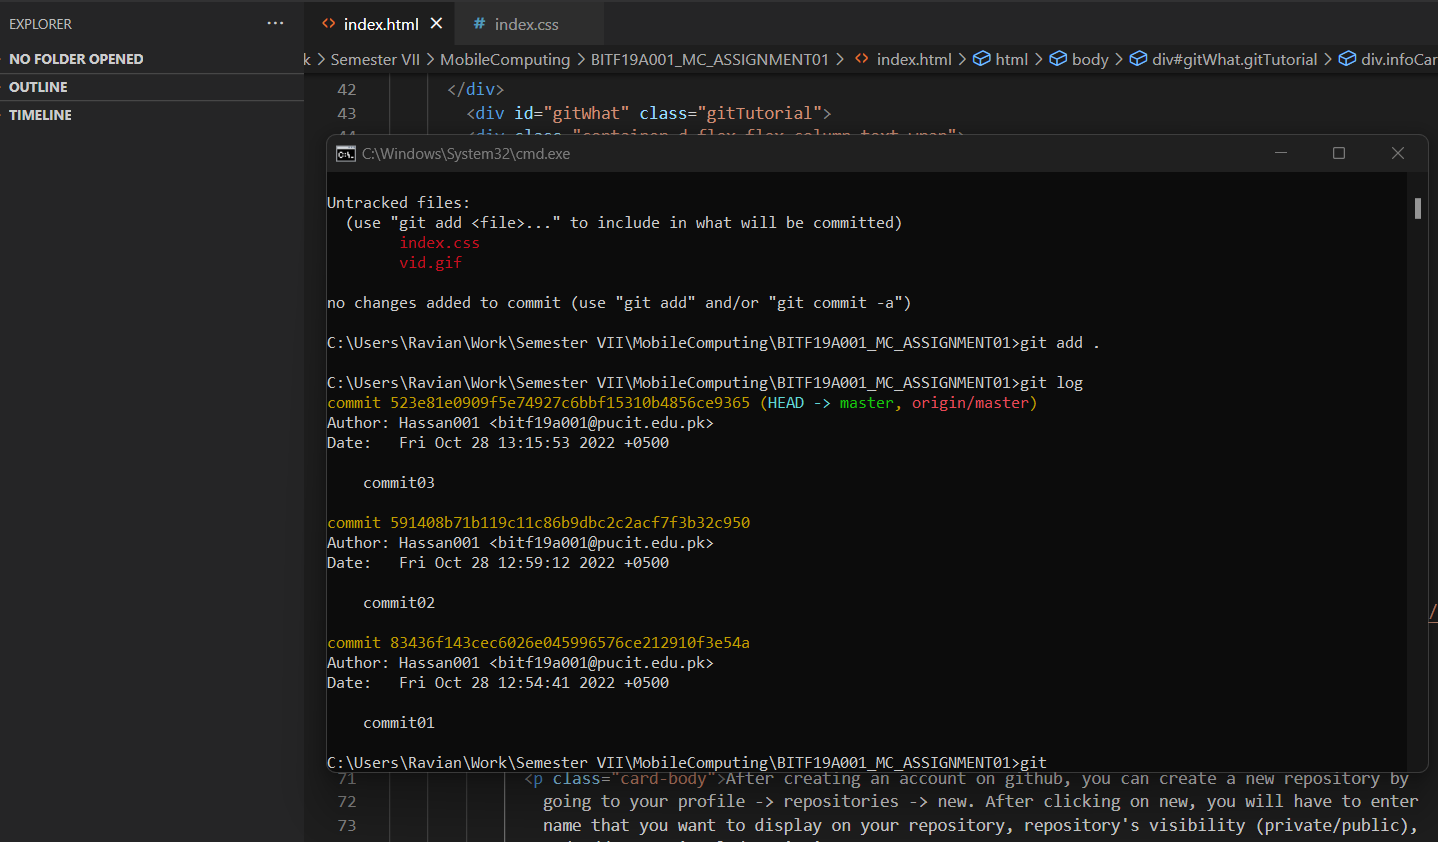 EXPLORER ···
NO FOLDER OPENED
OUTLINE
TIMELINE
index.html
# index.css
k > Semester VII > MobileComputing > BITF19A001_MC_ASSIGNMENT01 > index.html > html > body > div#gitWhat.gitTutorial > div.infoCar
42 </div>
43 <div id="gitWhat" class="gitTutorial">
44 <div class="container d-flex flex-column text-wrap">
C:\Windows\System32\cmd.exe
Untracked files:
(use "git add <file>..." to include in what will be committed)
index.css
vid.gif
no changes added to commit (use "git add" and/or "git commit -a")
C:\Users\Ravian\Work\Semester VII\MobileComputing\BITF19A001_MC_ASSIGNMENT01>git add .
C:\Users\Ravian\Work\Semester VII\MobileComputing\BITF19A001_MC_ASSIGNMENT01>git log
commit 523e81e0909f5e74927c6bbf15310b4856ce9365 (HEAD -> master, origin/master)
Author: Hassan001 <bitf19a001@pucit.edu.pk>
Date: Fri Oct 28 13:15:53 2022 +0500
commit03
commit 591408b71b119c11c86b9dbc2c2acf7f3b32c950
Author: Hassan001 <bitf19a001@pucit.edu.pk>
Date: Fri Oct 28 12:59:12 2022 +0500
commit02
commit 83436f143cec6026e045996576ce212910f3e54a
Author: Hassan001 <bitf19a001@pucit.edu.pk>
Date: Fri Oct 28 12:54:41 2022 +0500
commit01
C:\Users\Ravian\Work\Semester VII\MobileComputing\BITF19A001_MC_ASSIGNMENT01>git
71 <p class="card-body">After creating an account on github, you can create a new repository by
72 going to your profile -> repositories -> new. After clicking on new, you will have to enter
73 name that you want to display on your repository, repository's visibility (private/public),